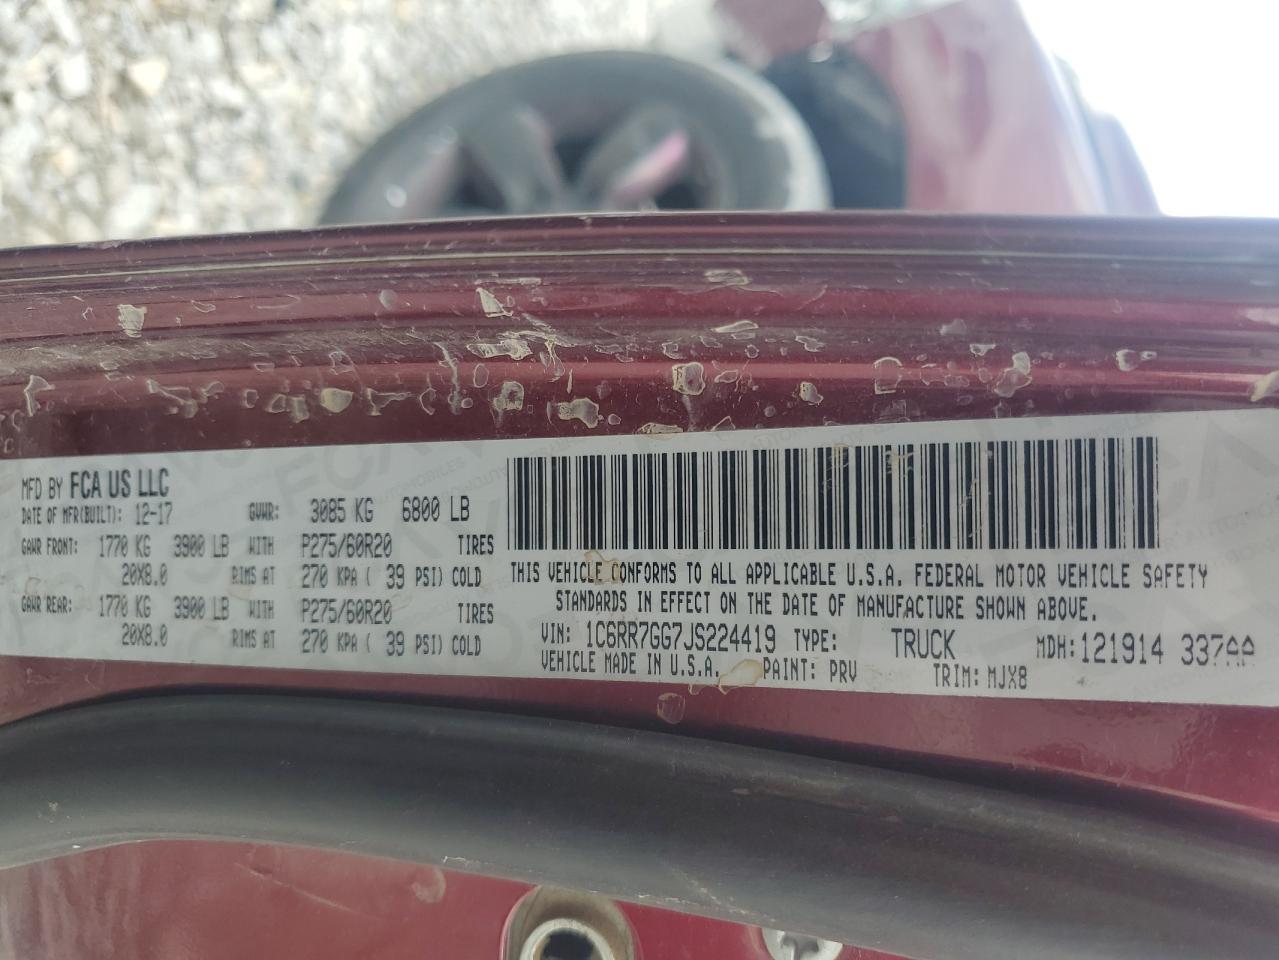 MFD BY FCA US LLC
DATE OF MFR(BUILT): 12-17 GVWR: 3085 KG 6800 LB
GAWR FRONT: 1770 KG 3900 LB WITH P275/60R20 TIRES
20X8.0 RIMS AT 270 KPA ( 39 PSI) COLD
GAWR REAR: 1770 KG 3900 LB WITH P275/60R20 TIRES
20X8.0 RIMS AT 270 KPA ( 39 PSI) COLD
THIS VEHICLE CONFORMS TO ALL APPLICABLE U.S.A. FEDERAL MOTOR VEHICLE SAFETY
STANDARDS IN EFFECT ON THE DATE OF MANUFACTURE SHOWN ABOVE.
VIN: 1C6RR7GG7JS224419 TYPE: TRUCK MDH: 121914 337AA
VEHICLE MADE IN U.S.A. PAINT: PRV TRIM: MJX8